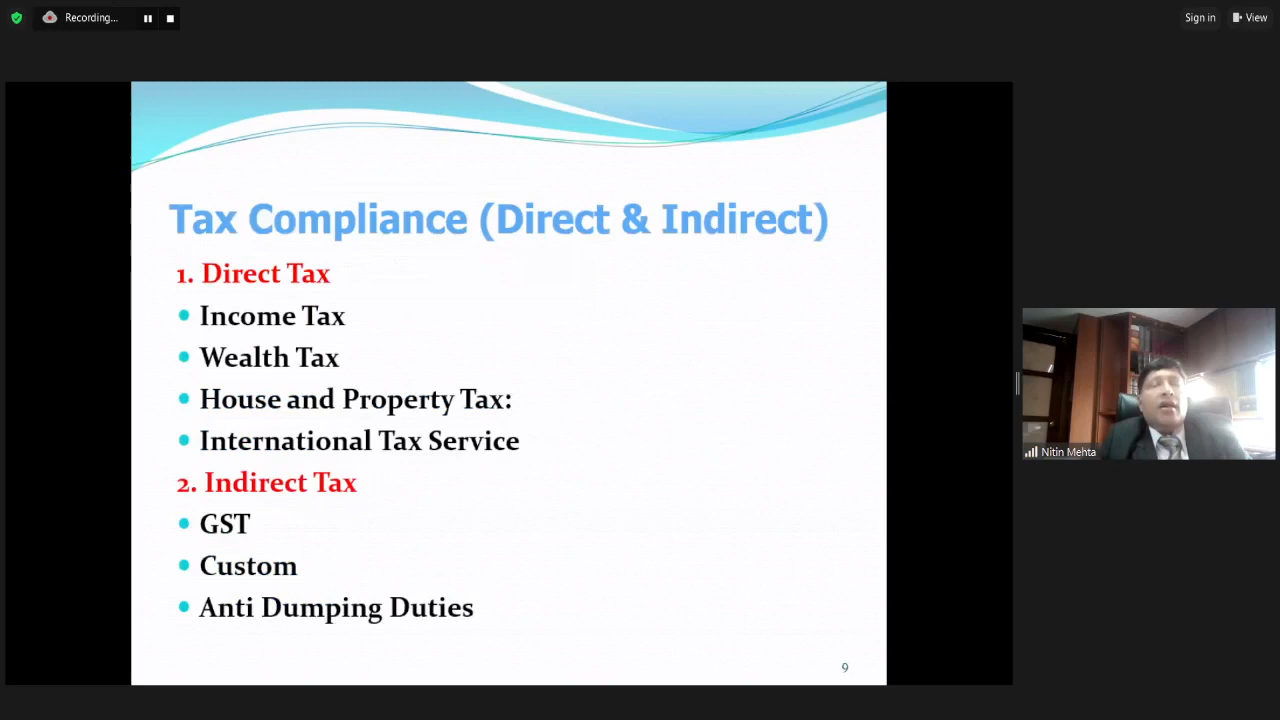 Recording...
Sign in
View
Tax Compliance (Direct & Indirect)
1. Direct Tax
Income Tax
Wealth Tax
House and Property Tax:
International Tax Service
2. Indirect Tax
GST
Custom
Anti Dumping Duties
9
Nitin Mehta